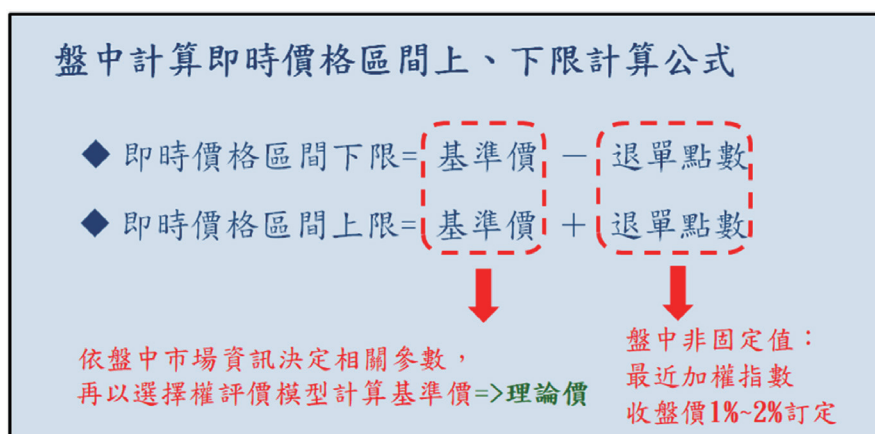 盤中計算即時價格區間上、下限計算公式
◆ 即時價格區間下限= 基準價 － 退單點數
◆ 即時價格區間上限= 基準價 ＋ 退單點數
依盤中市場資訊決定相關參數，
再以選擇權評價模型計算基準價=>理論價
盤中非固定值：
最近加權指數
收盤價1%~2%訂定